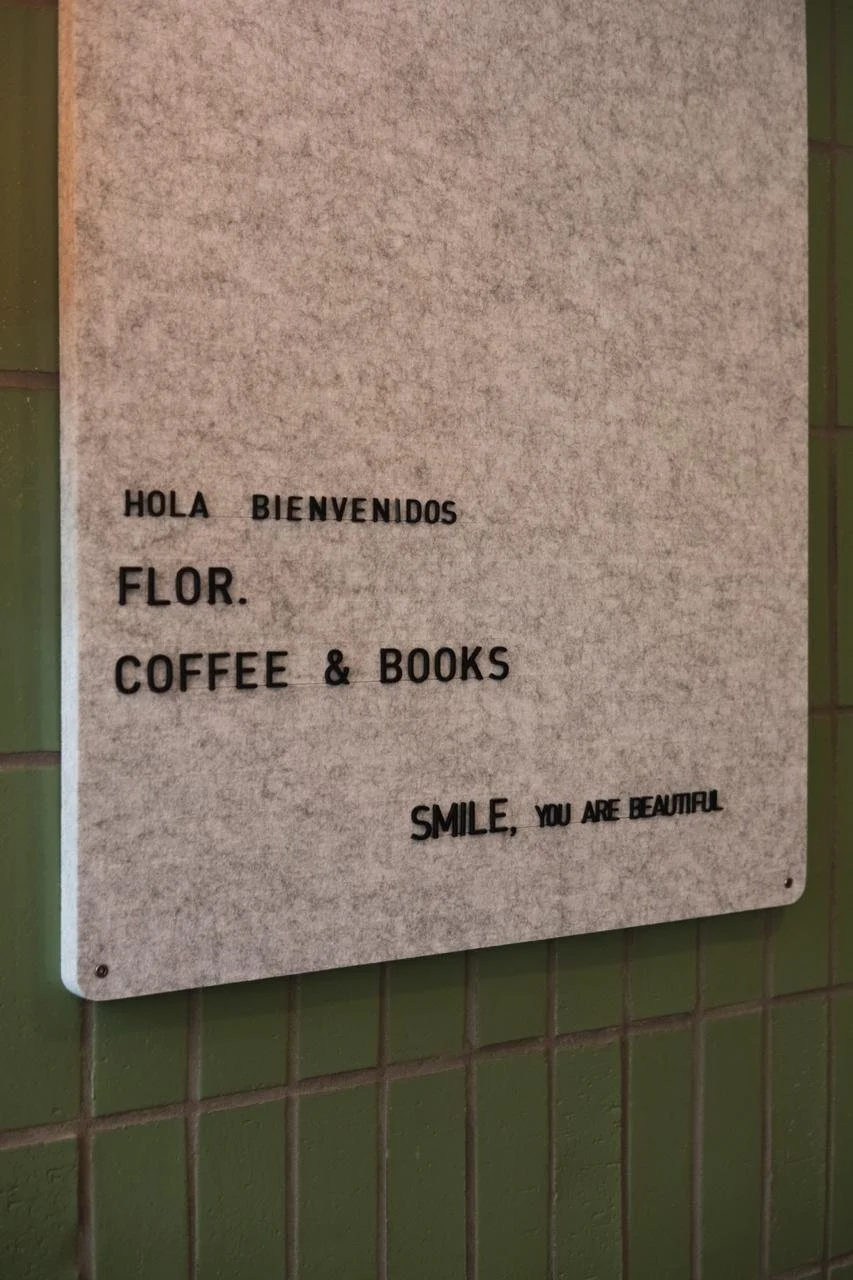 HOLA BIENVENIDOS
FLOR.
COFFEE & BOOKS
SMILE, YOU ARE BEAUTIFUL